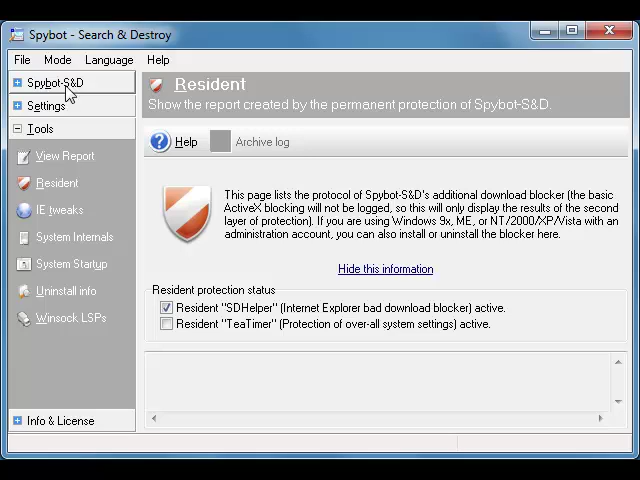 Spybot - Search & Destroy
File Mode Language Help
Spybot-S&D
Settings
Tools
View Report
Resident
IE tweaks
System Internals
System Startup
Uninstall info
Winsock LSPs
Info & License
Resident
Show the report created by the permanent protection of Spybot-S&D.
Help Archive log
This page lists the protocol of Spybot-S&D's additional download blocker (the basic
ActiveX blocking will not be logged, so this will only display the results of the second
layer of protection). If you are using Windows 9x, ME, or NT/2000/XP/Vista with an
administration account, you can also install or uninstall the blocker here.
Hide this information
Resident protection status
Resident "SDHelper" (Internet Explorer bad download blocker) active.
Resident "TeaTimer" (Protection of over-all system settings) active.